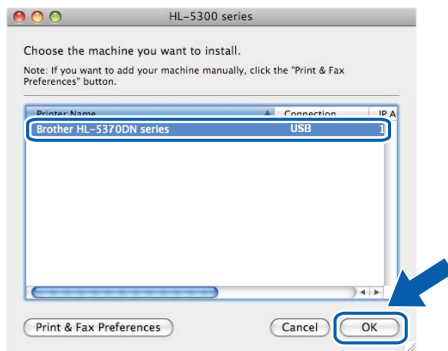 HL-5300 series
Choose the machine you want to install.
Note: If you want to add your machine manually, click the "Print & Fax
Preferences" button.
Printer Name Connection IP A
Brother HL-5370DN series USB 1
Print & Fax Preferences Cancel OK